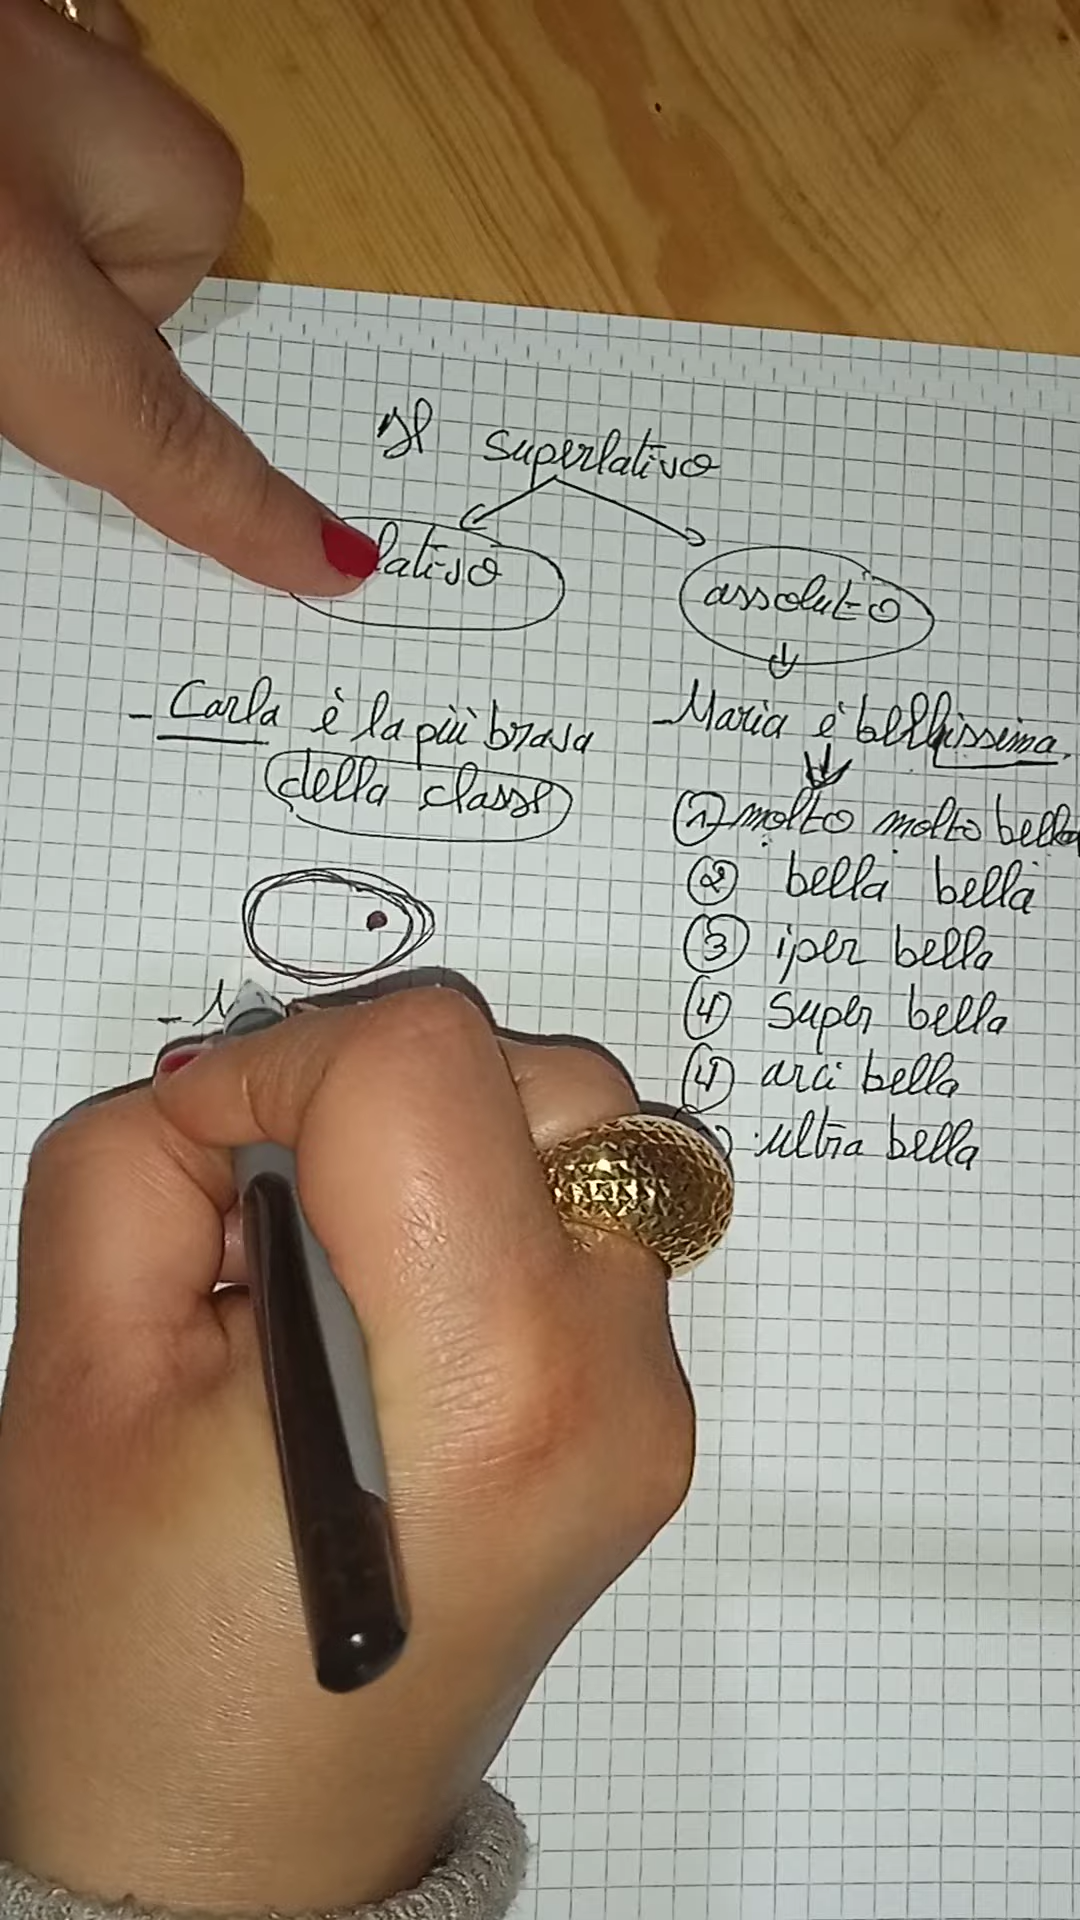 Il superlativo
lativo
assoluto
- Carla è la più brava
della classe
- Maria è bellissima.
① molto molto bella
② bella bella
③ iper bella
④ super bella
④ arci bella
ultra bella